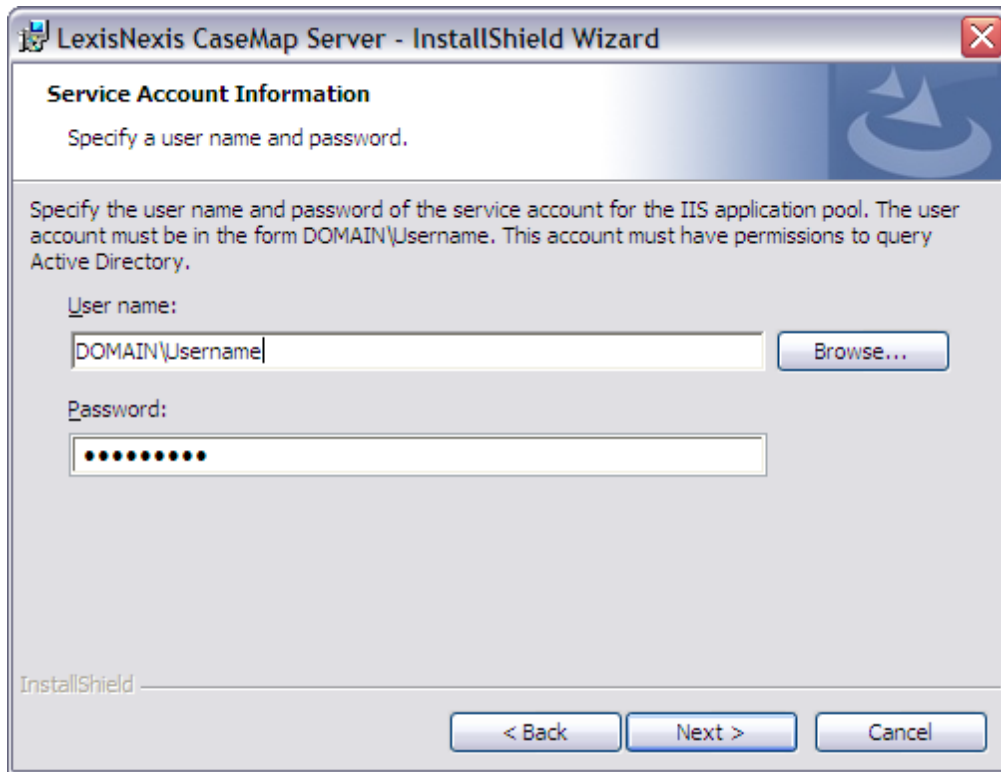 LexisNexis CaseMap Server - InstallShield Wizard
Service Account Information
Specify a user name and password.
Specify the user name and password of the service account for the IIS application pool. The user
account must be in the form DOMAIN\Username. This account must have permissions to query
Active Directory.
User name:
DOMAIN\Username
Browse...
Password:
•••••••••
InstallShield
< Back
Next >
Cancel